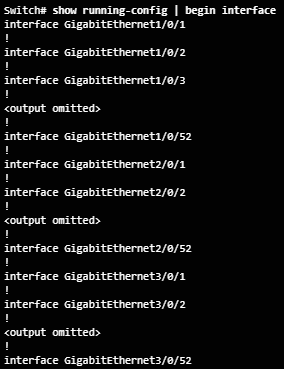 Switch# show running-config | begin interface
interface GigabitEthernet1/0/1
!
interface GigabitEthernet1/0/2
!
interface GigabitEthernet1/0/3
!
<output omitted>
!
interface GigabitEthernet1/0/52
!
interface GigabitEthernet2/0/1
!
interface GigabitEthernet2/0/2
!
<output omitted>
!
interface GigabitEthernet2/0/52
!
interface GigabitEthernet3/0/1
!
interface GigabitEthernet3/0/2
!
<output omitted>
!
interface GigabitEthernet3/0/52